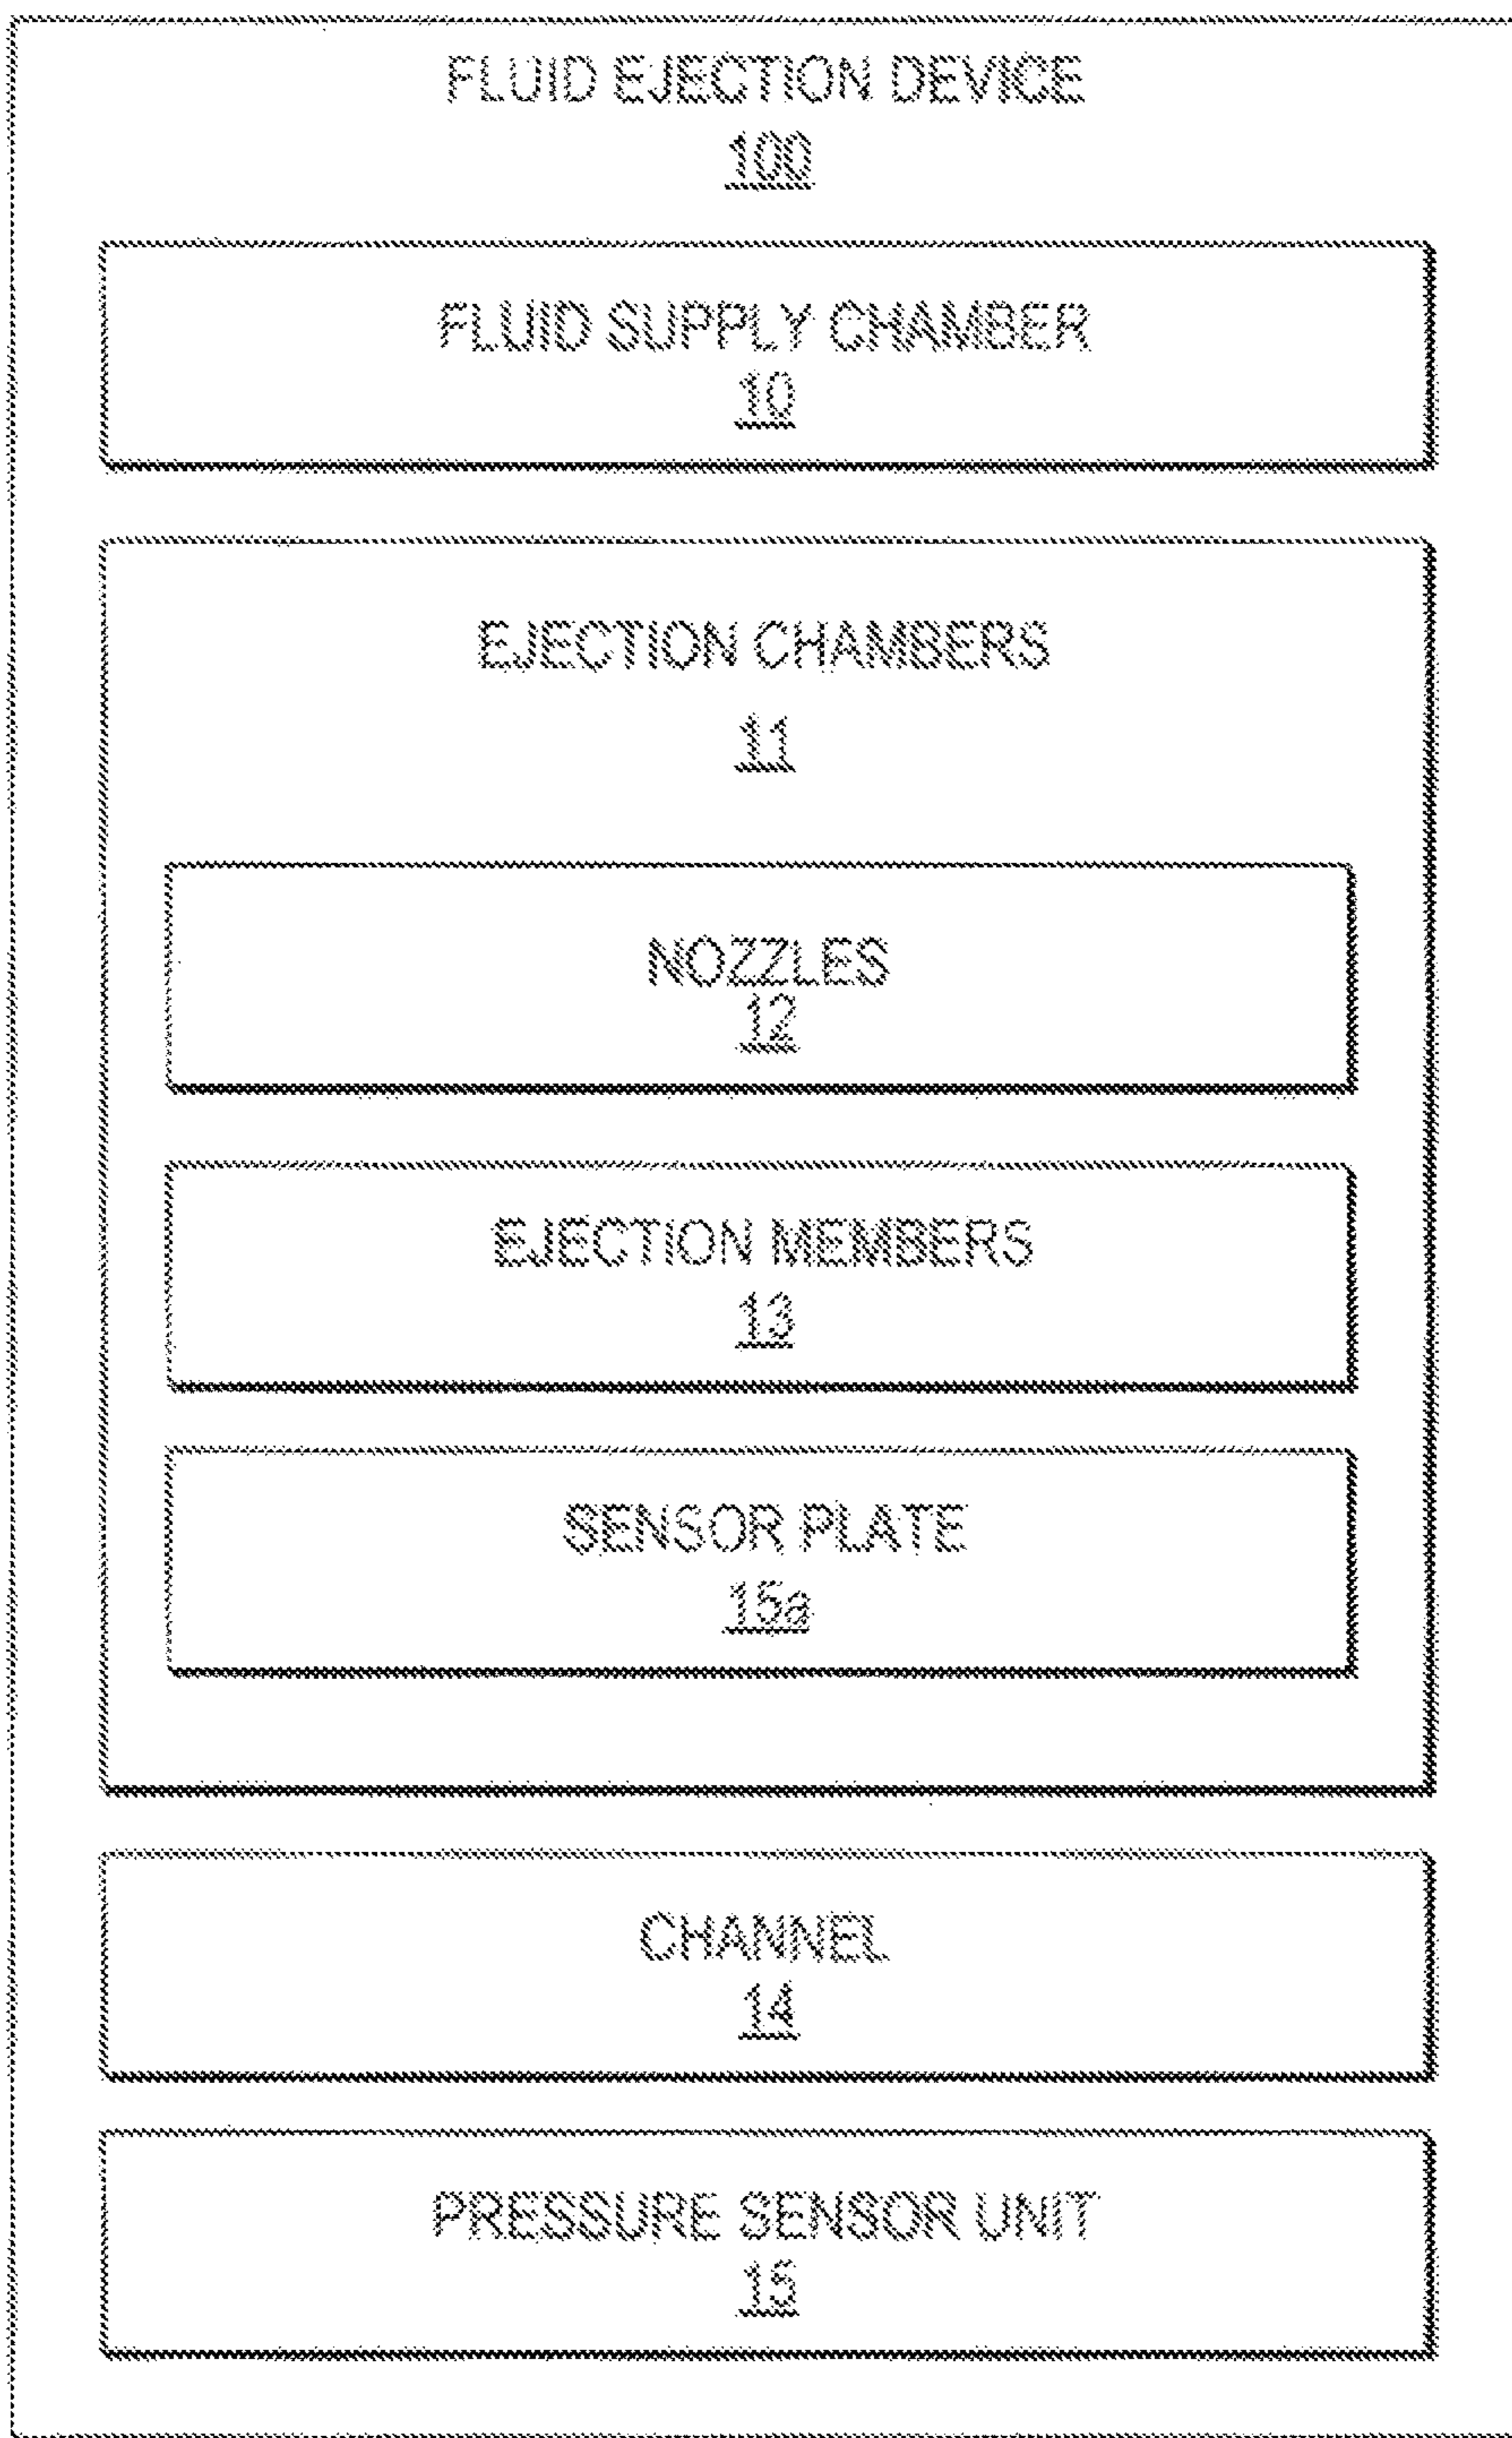 FLUID EJECTION DEVICE
100
FLUID SUPPLY CHAMBER
10
EJECTION CHAMBERS
11
NOZZLES
12
EJECTION MEMBERS
13
SENSOR PLATE
15a
CHANNEL
14
PRESSURE SENSOR UNIT
15